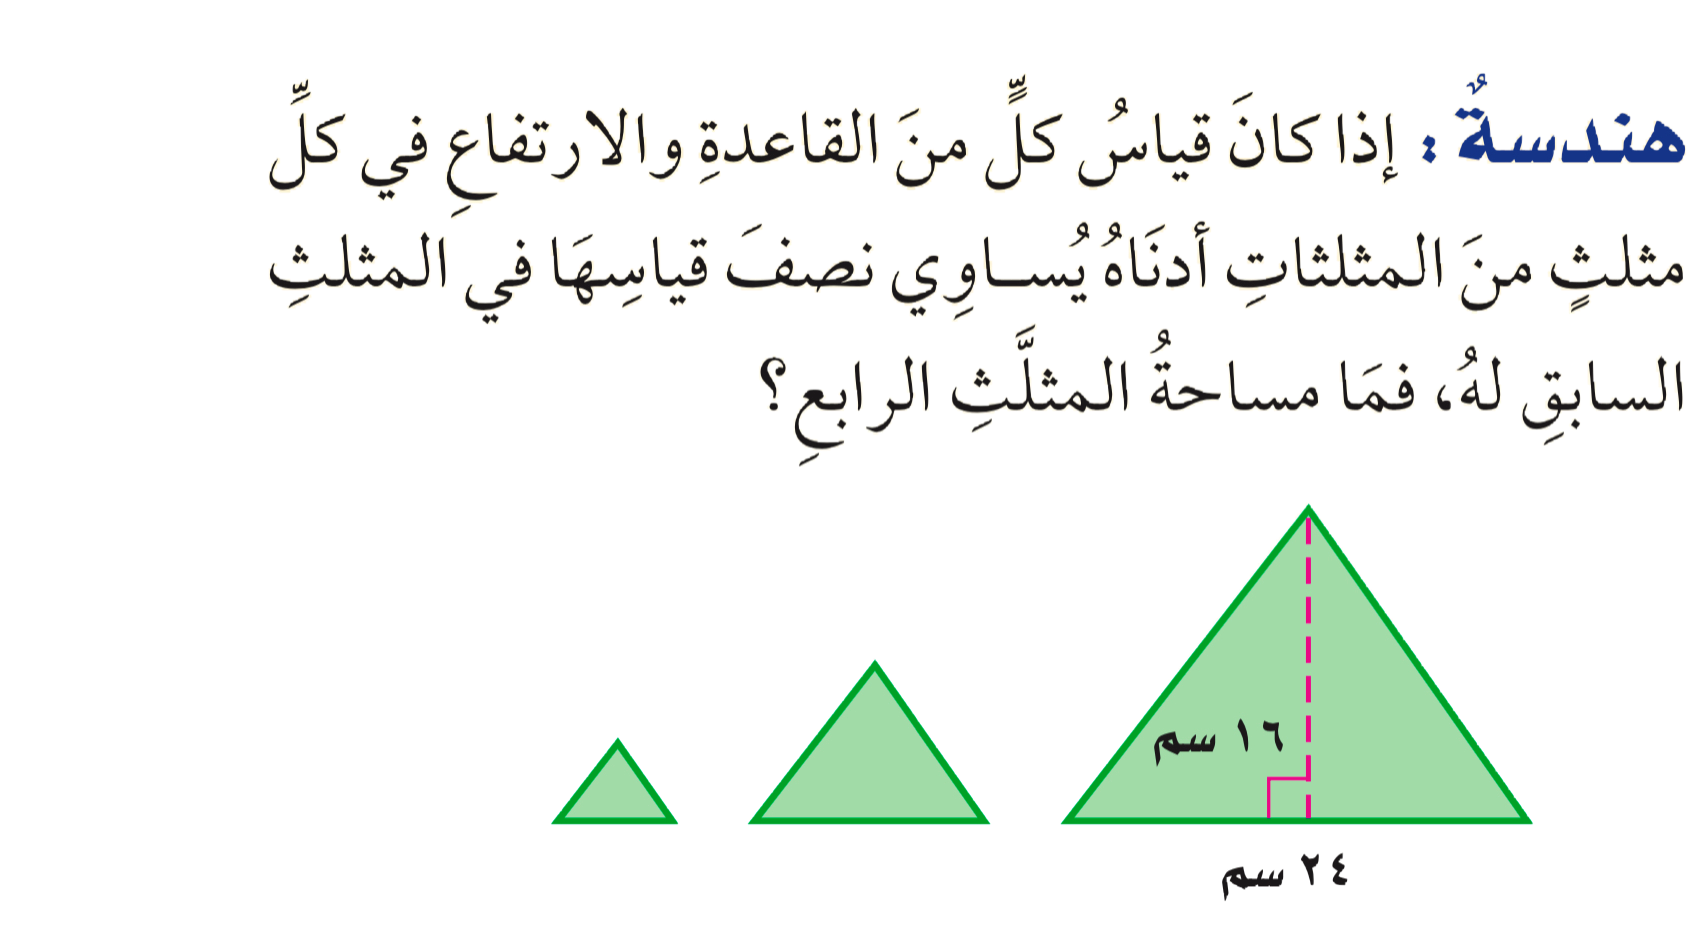 هندسةٌ : إذا كانَ قياسُ كلٍّ منَ القاعدةِ والارتفاعِ في كلِّ
مثلثٍ منَ المثلثاتِ أدنَاهُ يُساوِي نصفَ قياسِهَا في المثلثِ
السابقِ لهُ، فمَا مساحةُ المثلَّثِ الرابعِ؟
١٦ سم
٢٤ سم